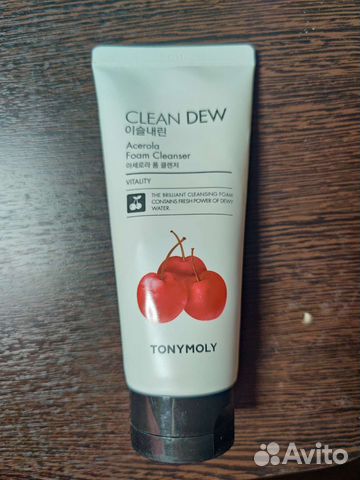 CLEAN DEW
이슬내린
Acerola
Foam Cleanser
아세로라 폼 클렌저
VITALITY
THE BRILLIANT CLEANSING FOAM
CONTAINS FRESH POWER OF DEWY
WATER.
TONYMOLY
Avito